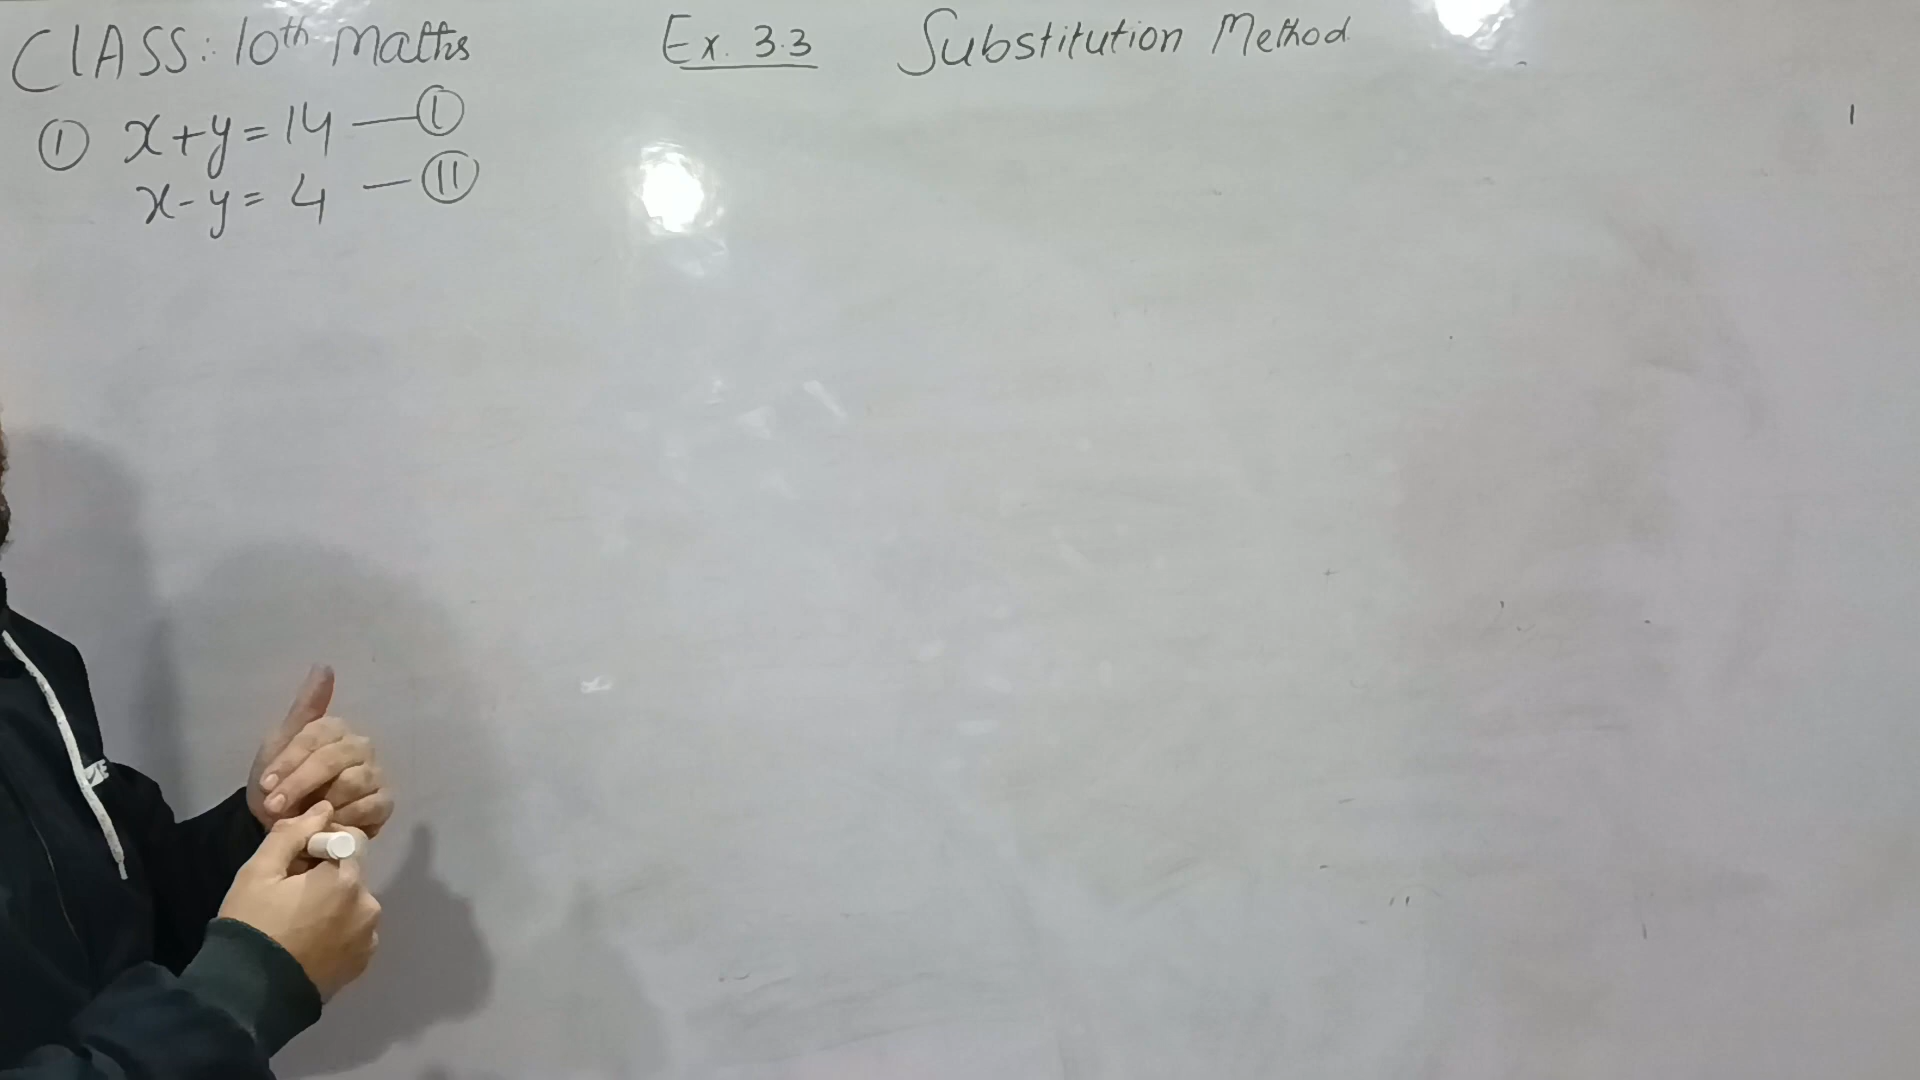 CLASS: 10th Maths Ex. 3.3 Substitution Method
① x+y=14 — ①
x-y=4 — ⑪